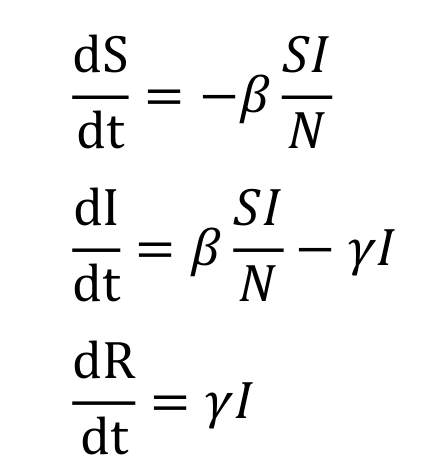 dS/dt = −β SI/N
dI/dt = β SI/N − γI
dR/dt = γI